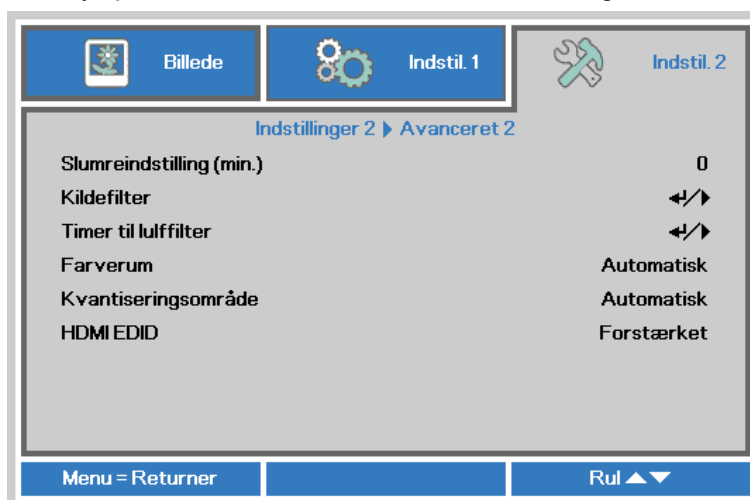 Billede
Indstil. 1
Indstil. 2
Indstillinger 2 Avanceret 2
Slumreindstilling (min.) 0
Kildefilter
Timer til lulffilter
Farverum Automatisk
Kvantiseringsområde Automatisk
HDMI EDID Forstærket
Menu = Returner
Rul